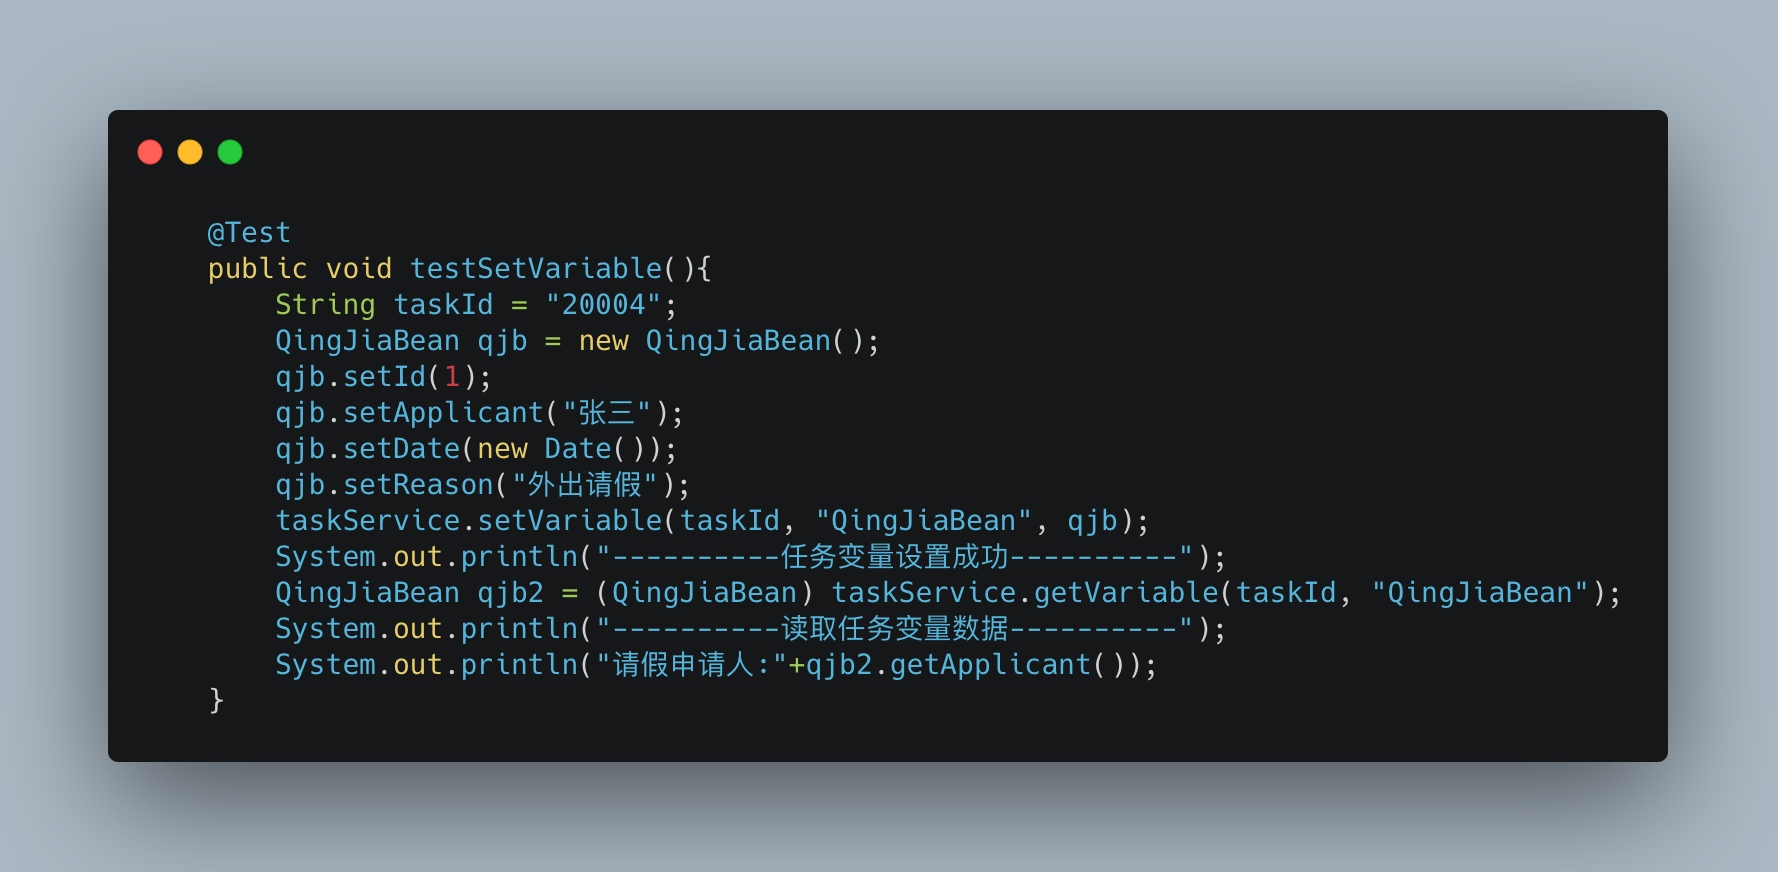 @Test
public void testSetVariable(){
    String taskId = "20004";
    QingJiaBean qjb = new QingJiaBean();
    qjb.setId(1);
    qjb.setApplicant("张三");
    qjb.setDate(new Date());
    qjb.setReason("外出请假");
    taskService.setVariable(taskId, "QingJiaBean", qjb);
    System.out.println("----------任务变量设置成功----------");
    QingJiaBean qjb2 = (QingJiaBean) taskService.getVariable(taskId, "QingJiaBean");
    System.out.println("----------读取任务变量数据----------");
    System.out.println("请假申请人:"+qjb2.getApplicant());
}